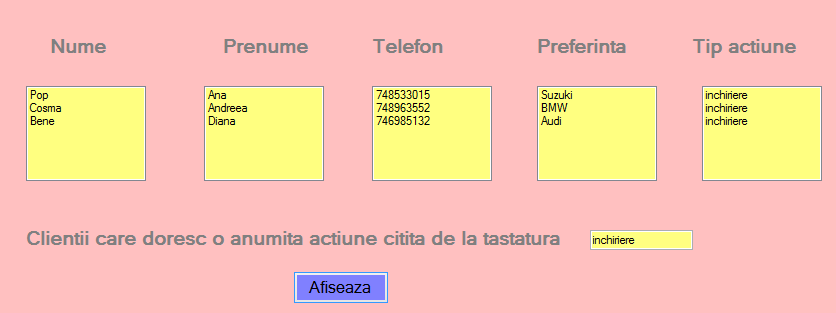 Nume Prenume Telefon Preferinta Tip actiune
Pop Ana 748533015 Suzuki inchiriere
Cosma Andreea 748963552 BMW inchiriere
Bene Diana 746985132 Audi inchiriere
Clientii care doresc o anumita actiune citita de la tastatura inchiriere
Afiseaza